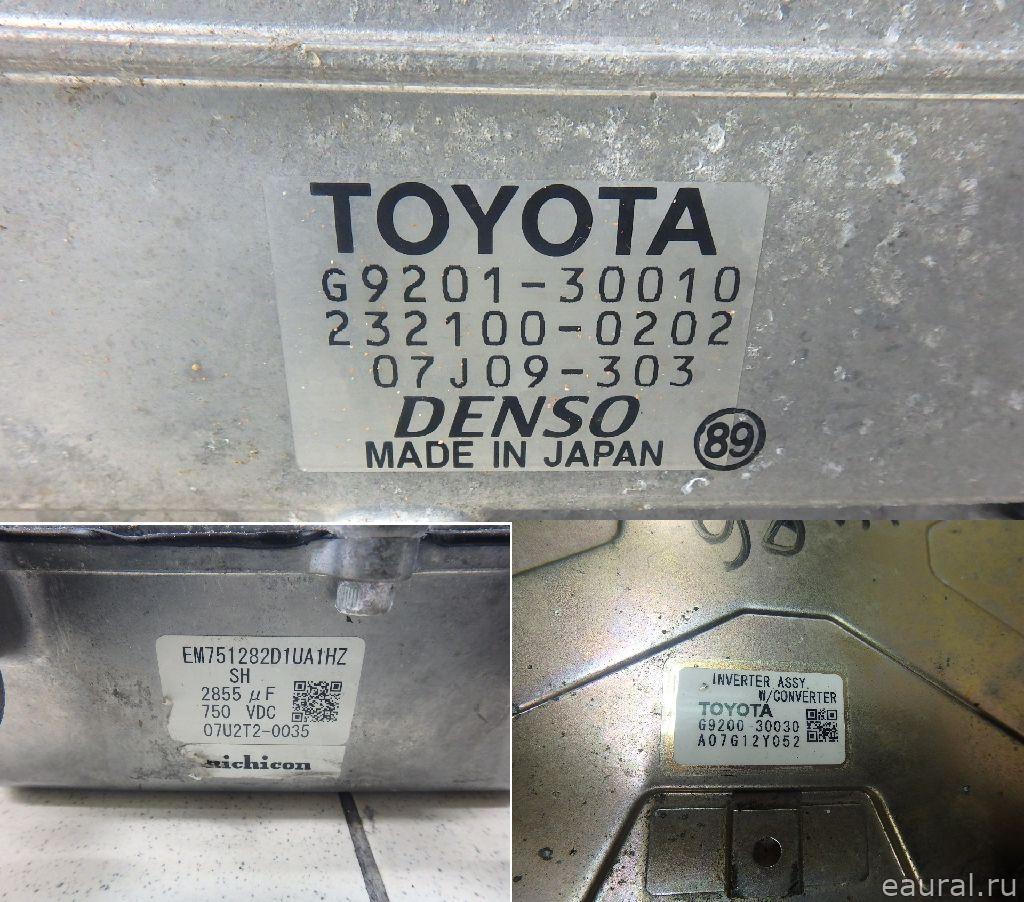 TOYOTA
G9201-30010
232100-0202
07J09-303
DENSO
MADE IN JAPAN 89
EM751282D1UA1HZ
SH
2855 μF
750 VDC
07U2T2-0035
nichicon
INVERTER ASSY,
W/CONVERTER
TOYOTA
G9200-30030
A07G12Y052
eaural.ru